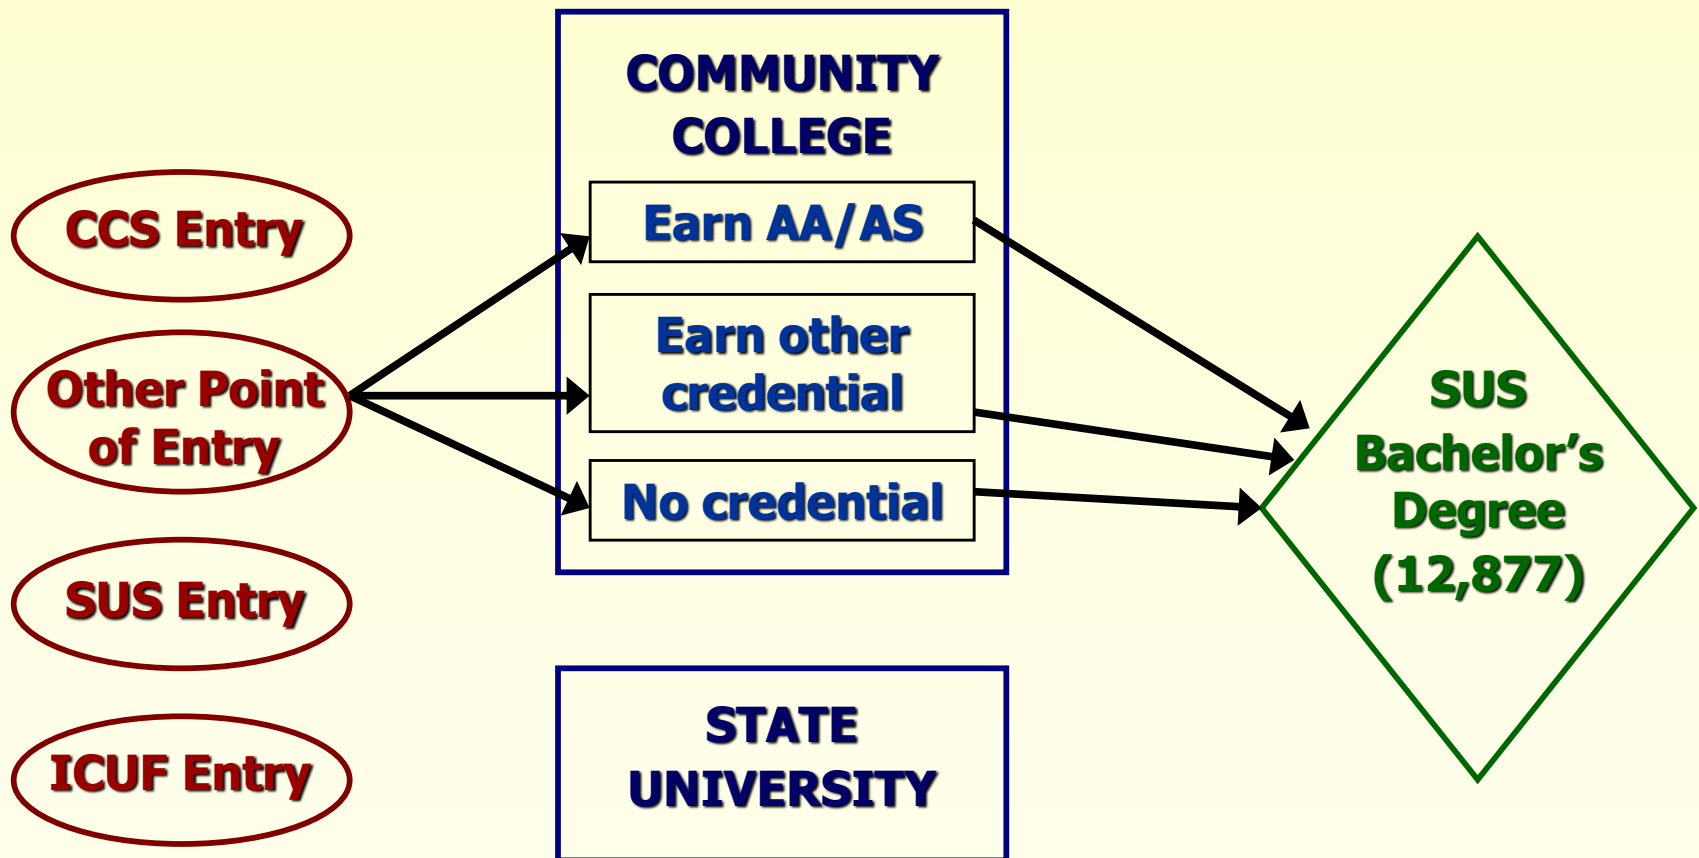 COMMUNITY
COLLEGE
CCS Entry
Earn AA/AS
Other Point
of Entry
Earn other
credential
No credential
SUS
Bachelor’s
Degree
(12,877)
SUS Entry
ICUF Entry
STATE
UNIVERSITY